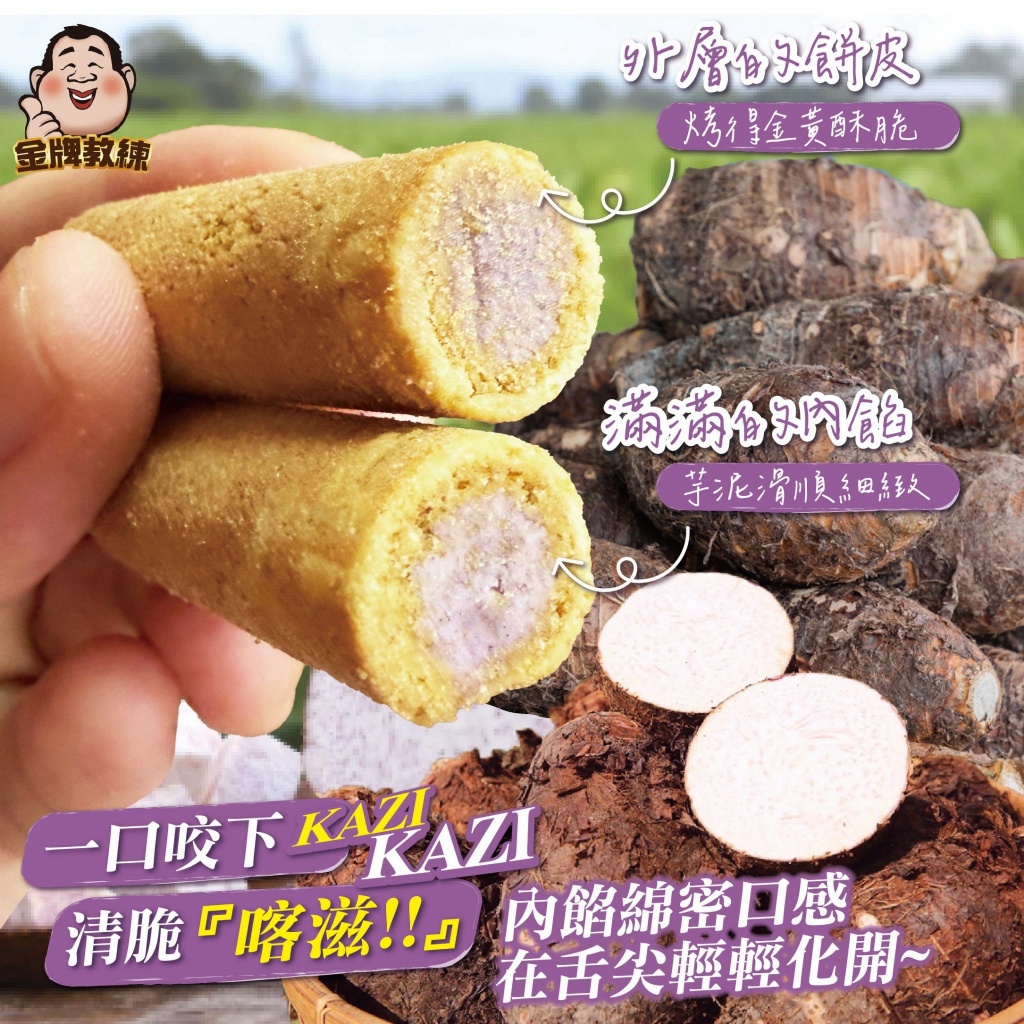 金牌教練
外層的餅皮
烤得金黃酥脆
滿滿的內餡
芋泥滑順細緻
一口咬下KAZI
KAZI
清脆『喀滋!!』
內餡綿密口感
在舌尖輕輕化開~